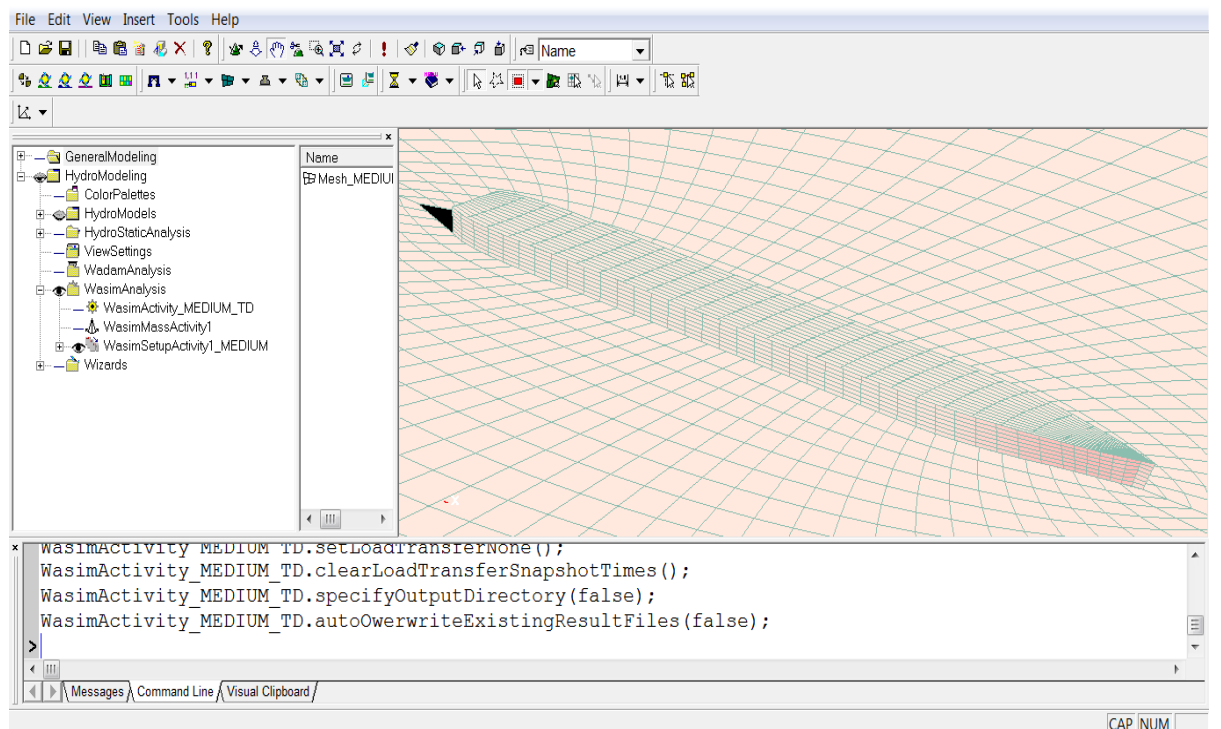 File Edit View Insert Tools Help
Name
GeneralModeling
HydroModeling
ColorPalettes
HydroModels
HydroStaticAnalysis
ViewSettings
WadamAnalysis
WasimAnalysis
WasimActivity_MEDIUM_TD
WasimMassActivity1
WasimSetupActivity1_MEDIUM
Wizards
Name
Mesh_MEDIUI
X
WasimActivity_MEDIUM_TD.setLoadTransferNone();
WasimActivity_MEDIUM_TD.clearLoadTransferSnapshotTimes();
WasimActivity_MEDIUM_TD.specifyOutputDirectory(false);
WasimActivity_MEDIUM_TD.autoOwerwriteExistingResultFiles(false);
>
Messages Command Line Visual Clipboard
CAP NUM